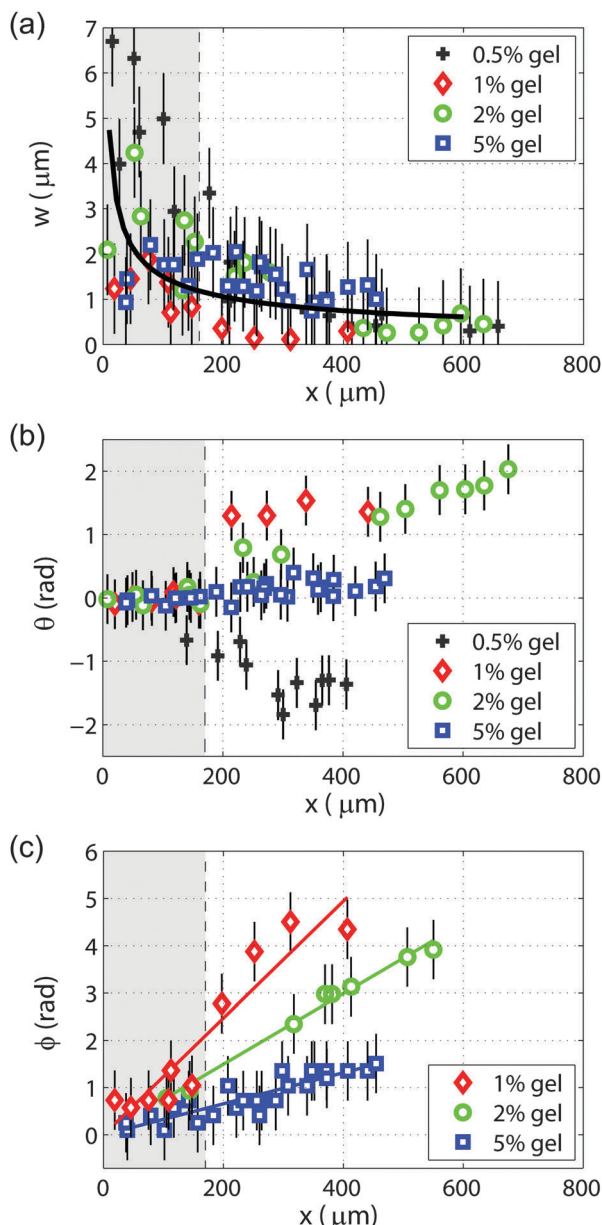 (a)
7
6
5
4
3
2
1
0
w ( μm)
0.5% gel
1% gel
2% gel
5% gel
0 200 400 600 800
x ( μm)
(b)
2
1
0
−1
−2
θ (rad)
0.5% gel
1% gel
2% gel
5% gel
0 200 400 600 800
x ( μm)
(c)
6
5
4
3
2
1
0
ϕ (rad)
1% gel
2% gel
5% gel
0 200 400 600 800
x ( μm)